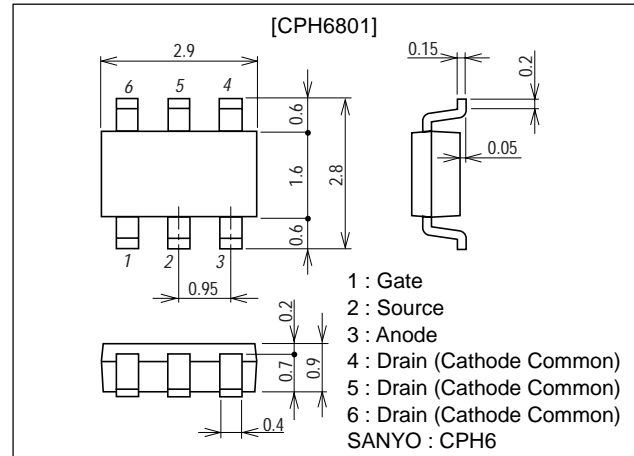 [CPH6801]
2.9
0.15
0.2
6 5 4
0.6
0.05
1.6
2.8
0.6
1 2 3
0.95
1 : Gate
2 : Source
3 : Anode
4 : Drain (Cathode Common)
5 : Drain (Cathode Common)
6 : Drain (Cathode Common)
SANYO : CPH6
0.2
0.7
0.9
0.4